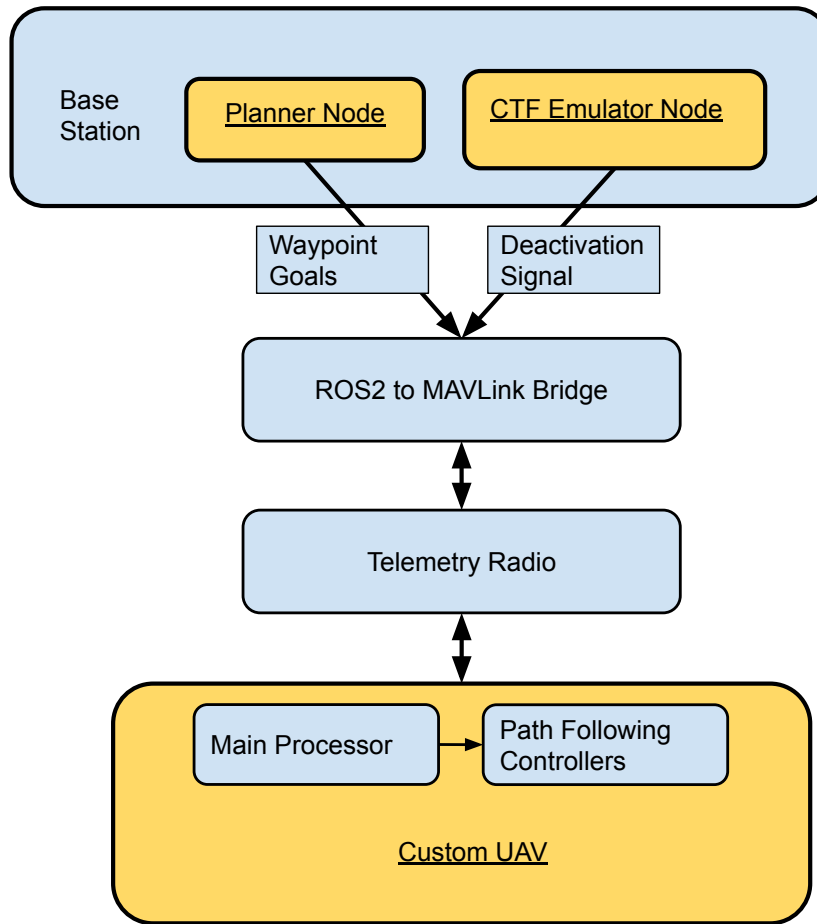 Base
Station
Planner Node
CTF Emulator Node
Waypoint
Goals
Deactivation
Signal
ROS2 to MAVLink Bridge
Telemetry Radio
Main Processor
Path Following
Controllers
Custom UAV